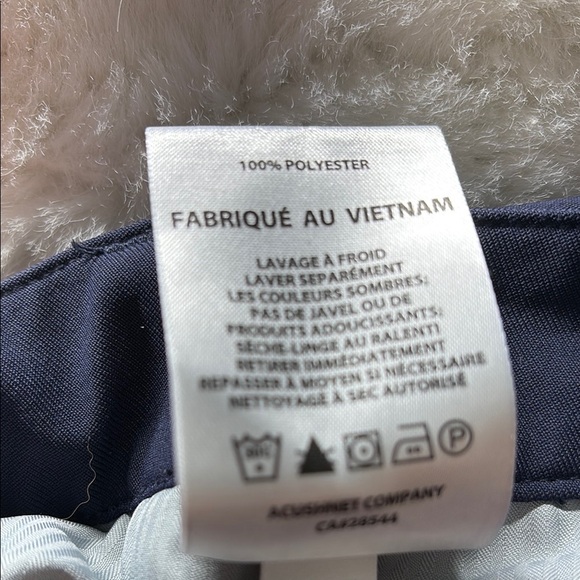 100% POLYESTER
FABRIQUÉ AU VIETNAM
LAVAGE À FROID
LAVER SEPARÉMENT
LES COULEURS SOMBRES;
PAS DE JAVEL OU DE
PRODUITS ADOUCISSANTS;
SÈCHE-LINGE AU RALENTI
RETIRER IMMÉDIATEMENT
REPASSER À MOYEN SI NÉCESSAIRE
NETTOYAGE À SEC AUTORISÉ
P
ACUSHNET COMPANY
CA#28544